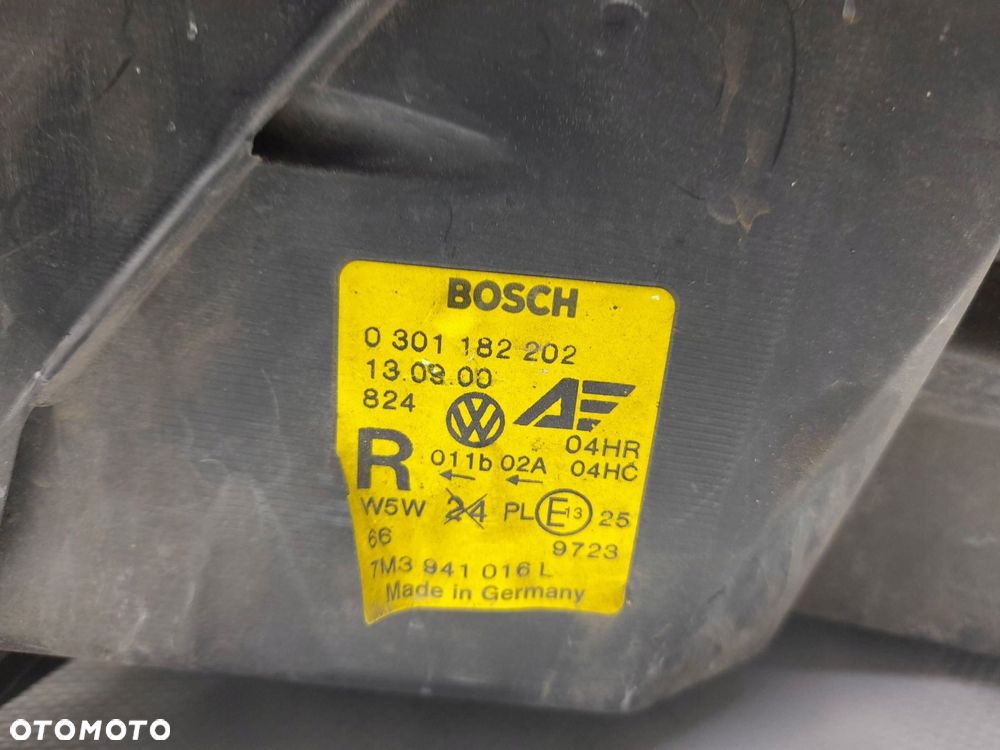 BOSCH
0 301 182 202
13.09.00
824
AF
04HR
R
011b 02A 04HC
W5W 24 PL E13 25
66
9723
7M3 941 016 L
Made in Germany
OTOMOTO